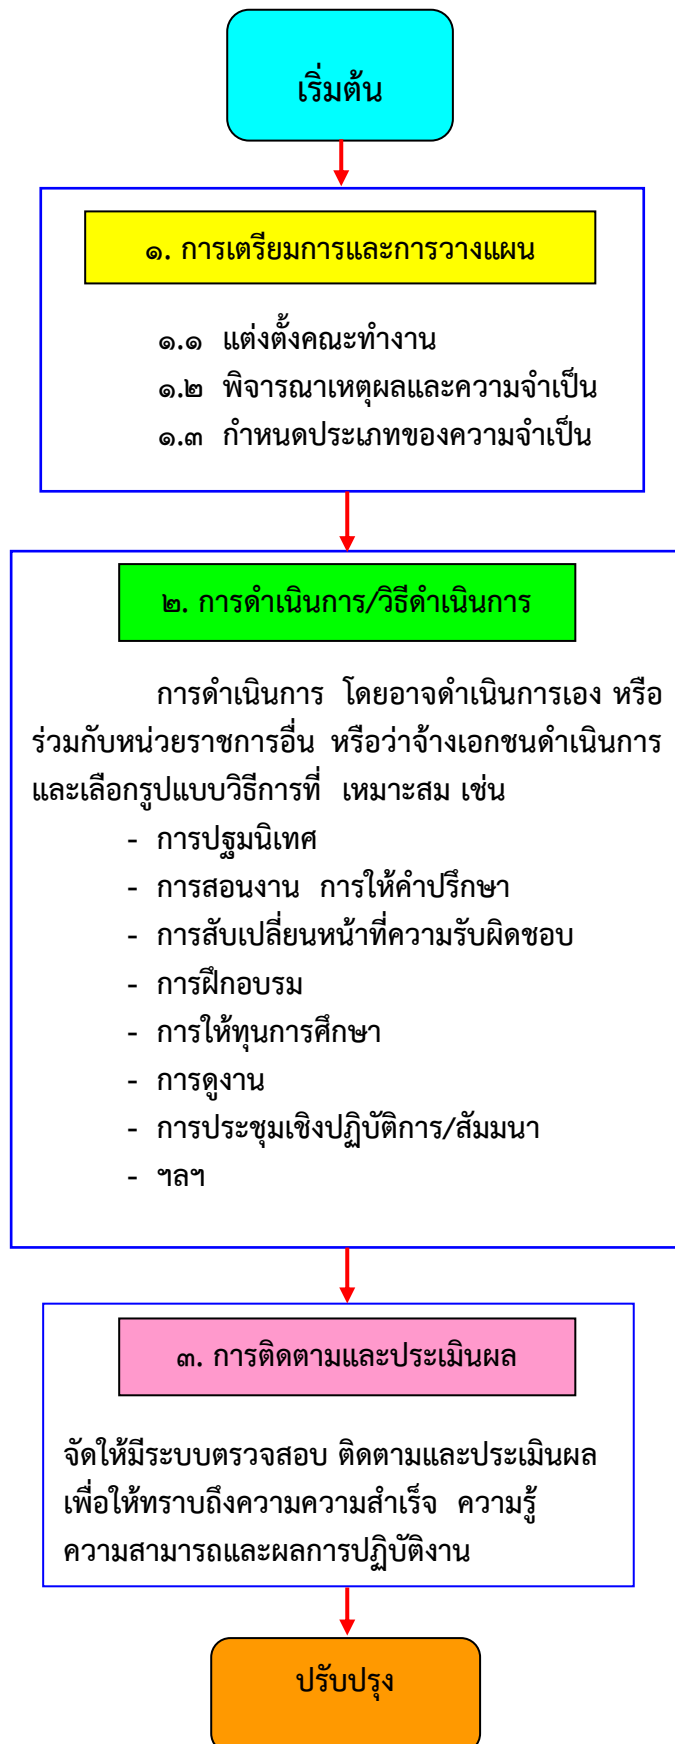 เริ่มต้น
๑. การเตรียมการและการวางแผน
๑.๑ แต่งตั้งคณะทำงาน
๑.๒ พิจารณาเหตุผลและความจำเป็น
๑.๓ กำหนดประเภทของความจำเป็น
๒. การดำเนินการ/วิธีดำเนินการ
การดำเนินการ โดยอาจดำเนินการเอง หรือ
ร่วมกับหน่วยราชการอื่น หรือว่าจ้างเอกชนดำเนินการ
และเลือกรูปแบบวิธีการที่ เหมาะสม เช่น
- การปฐมนิเทศ
- การสอนงาน การให้คำปรึกษา
- การสับเปลี่ยนหน้าที่ความรับผิดชอบ
- การฝึกอบรม
- การให้ทุนการศึกษา
- การดูงาน
- การประชุมเชิงปฏิบัติการ/สัมมนา
- ฯลฯ
๓. การติดตามและประเมินผล
จัดให้มีระบบตรวจสอบ ติดตามและประเมินผล
เพื่อให้ทราบถึงความความสำเร็จ ความรู้
ความสามารถและผลการปฏิบัติงาน
ปรับปรุง